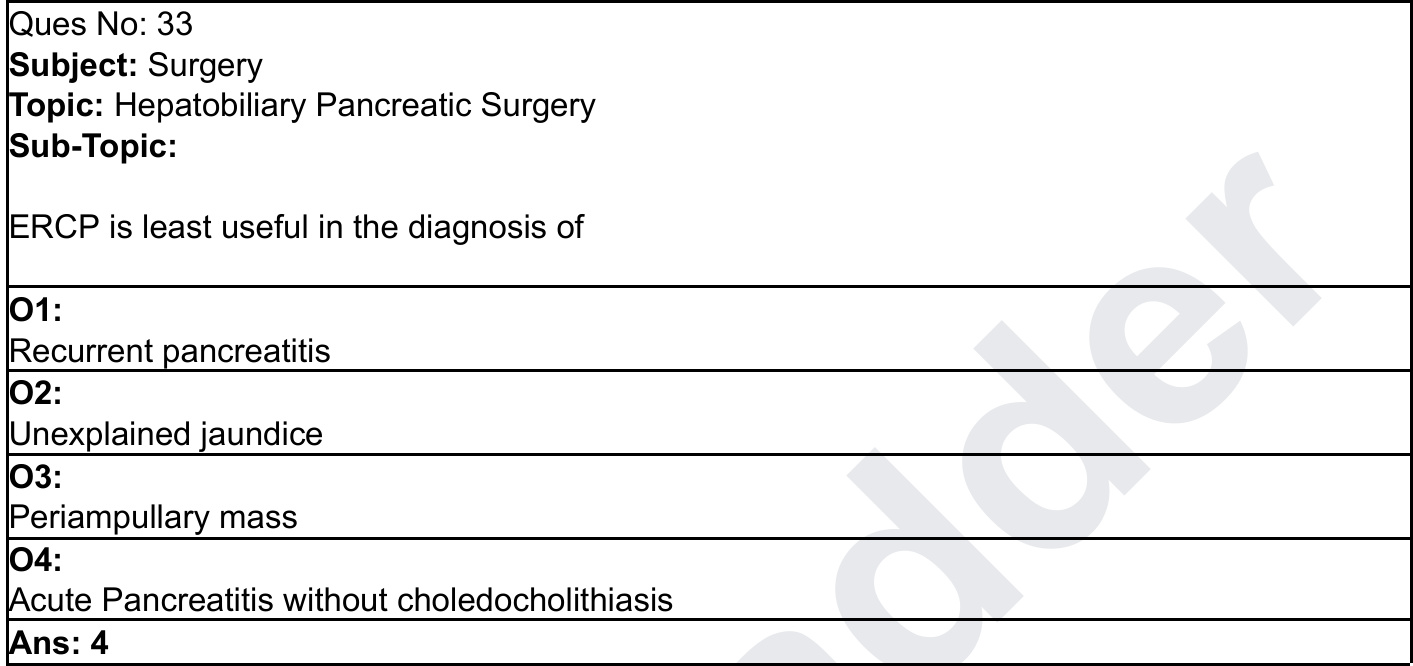 Ques No: 33
Subject: Surgery
Topic: Hepatobiliary Pancreatic Surgery
Sub-Topic:
ERCP is least useful in the diagnosis of
O1:
Recurrent pancreatitis
O2:
Unexplained jaundice
O3:
Periampullary mass
O4:
Acute Pancreatitis without choledocholithiasis
Ans: 4